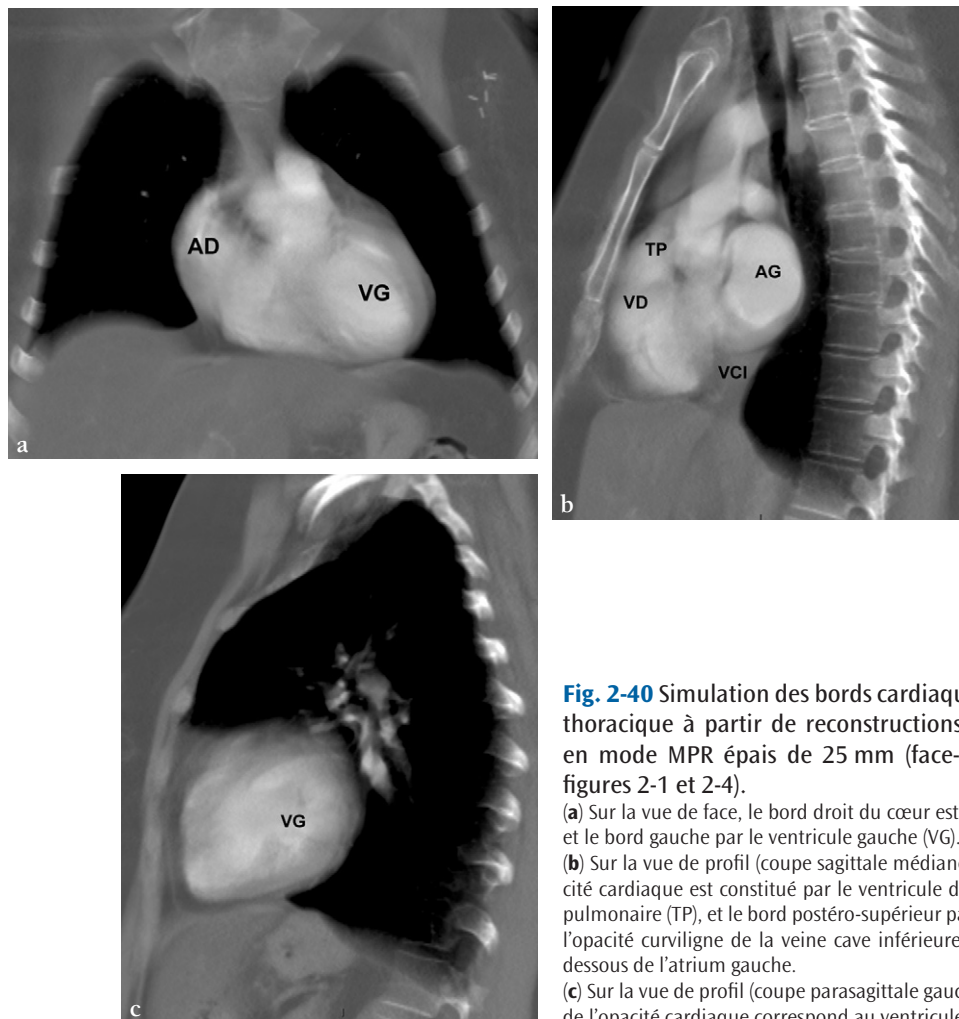 AD
VG
a
TP
AG
VD
VCI
b
VG
c
Fig. 2-40 Simulation des bords cardiaqu
thoracique à partir de reconstructions
en mode MPR épais de 25 mm (face-
figures 2-1 et 2-4).
(a) Sur la vue de face, le bord droit du cœur est
et le bord gauche par le ventricule gauche (VG).
(b) Sur la vue de profil (coupe sagittale médiane
cité cardiaque est constitué par le ventricule d
pulmonaire (TP), et le bord postéro-supérieur pa
l'opacité curviligne de la veine cave inférieure
dessous de l'atrium gauche.
(c) Sur la vue de profil (coupe parasagittale gauc
de l'opacité cardiaque correspond au ventricule